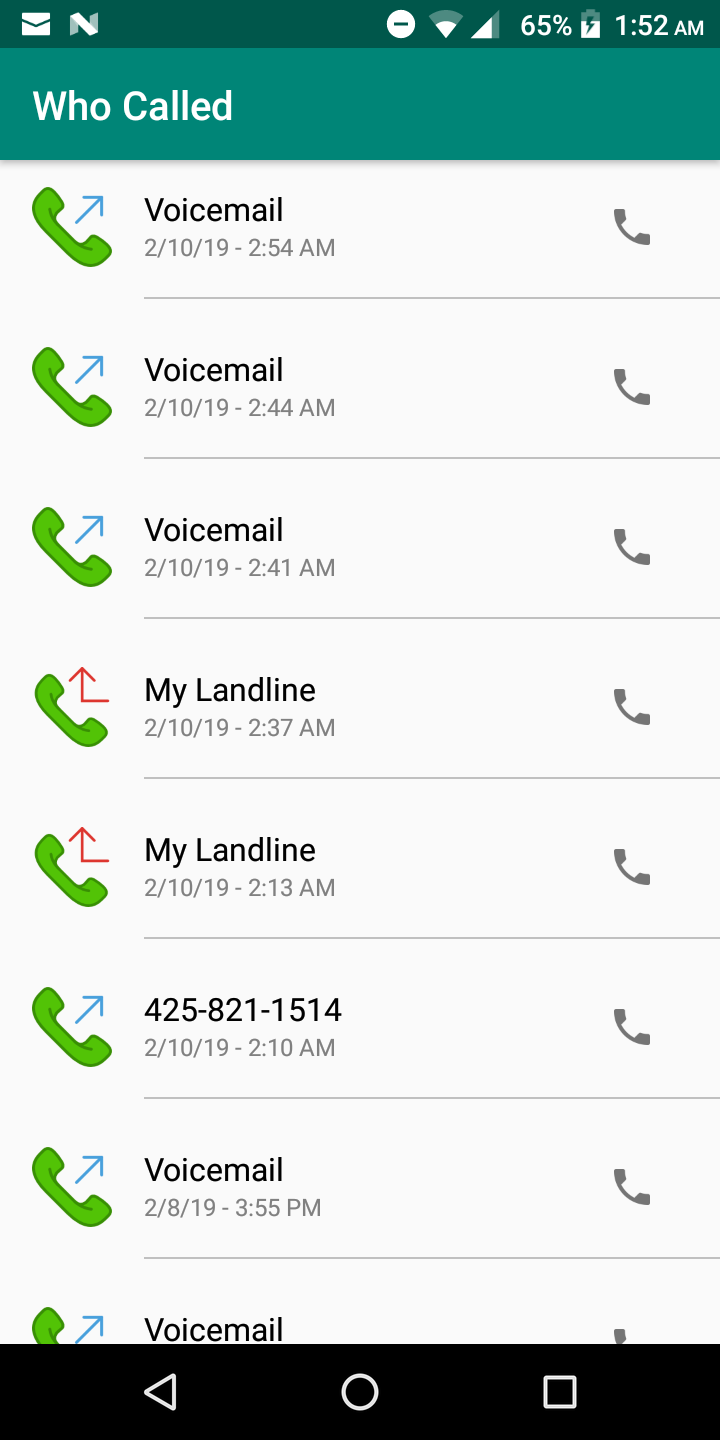 65% 1:52 AM
Who Called
Voicemail
2/10/19 - 2:54 AM
Voicemail
2/10/19 - 2:44 AM
Voicemail
2/10/19 - 2:41 AM
My Landline
2/10/19 - 2:37 AM
My Landline
2/10/19 - 2:13 AM
425-821-1514
2/10/19 - 2:10 AM
Voicemail
2/8/19 - 3:55 PM
Voicemail